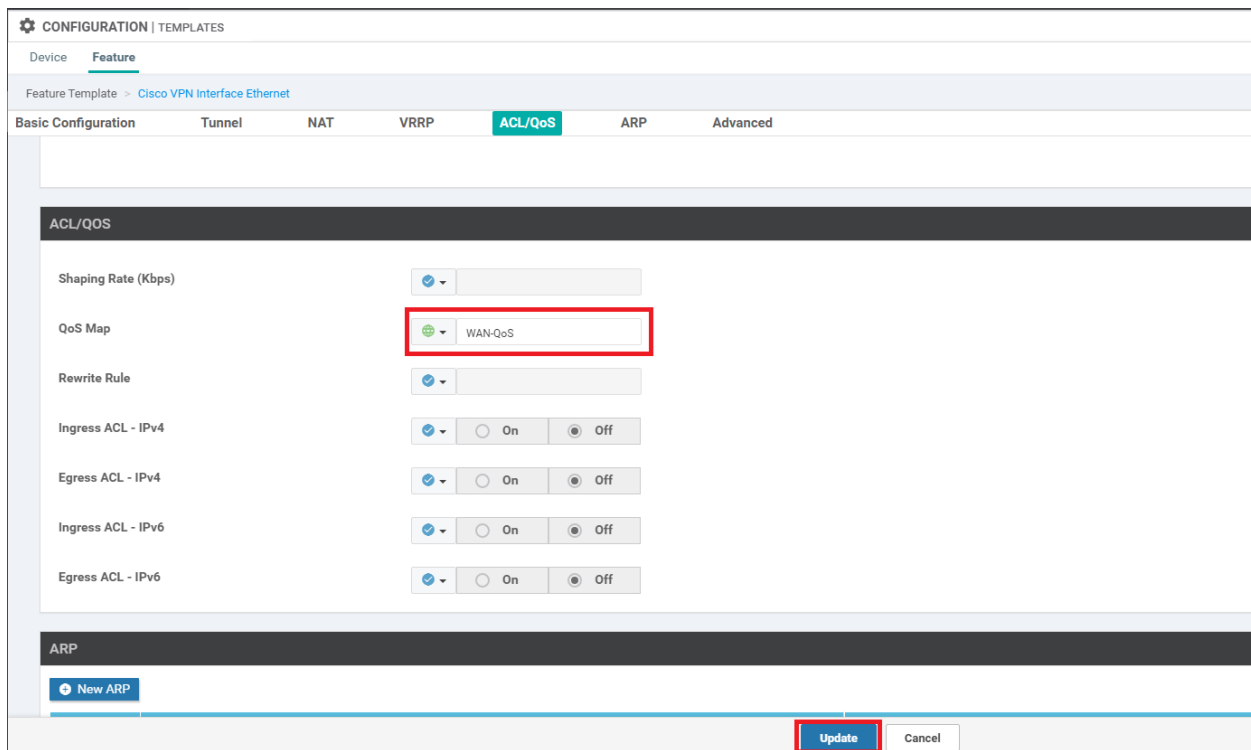 CONFIGURATION | TEMPLATES
Device Feature
Feature Template > Cisco VPN Interface Ethernet
Basic Configuration Tunnel NAT VRRP ACL/QoS ARP Advanced
ACL/QOS
Shaping Rate (Kbps)
QoS Map WAN-QoS
Rewrite Rule
Ingress ACL - IPv4 On Off
Egress ACL - IPv4 On Off
Ingress ACL - IPv6 On Off
Egress ACL - IPv6 On Off
ARP
New ARP
Update Cancel